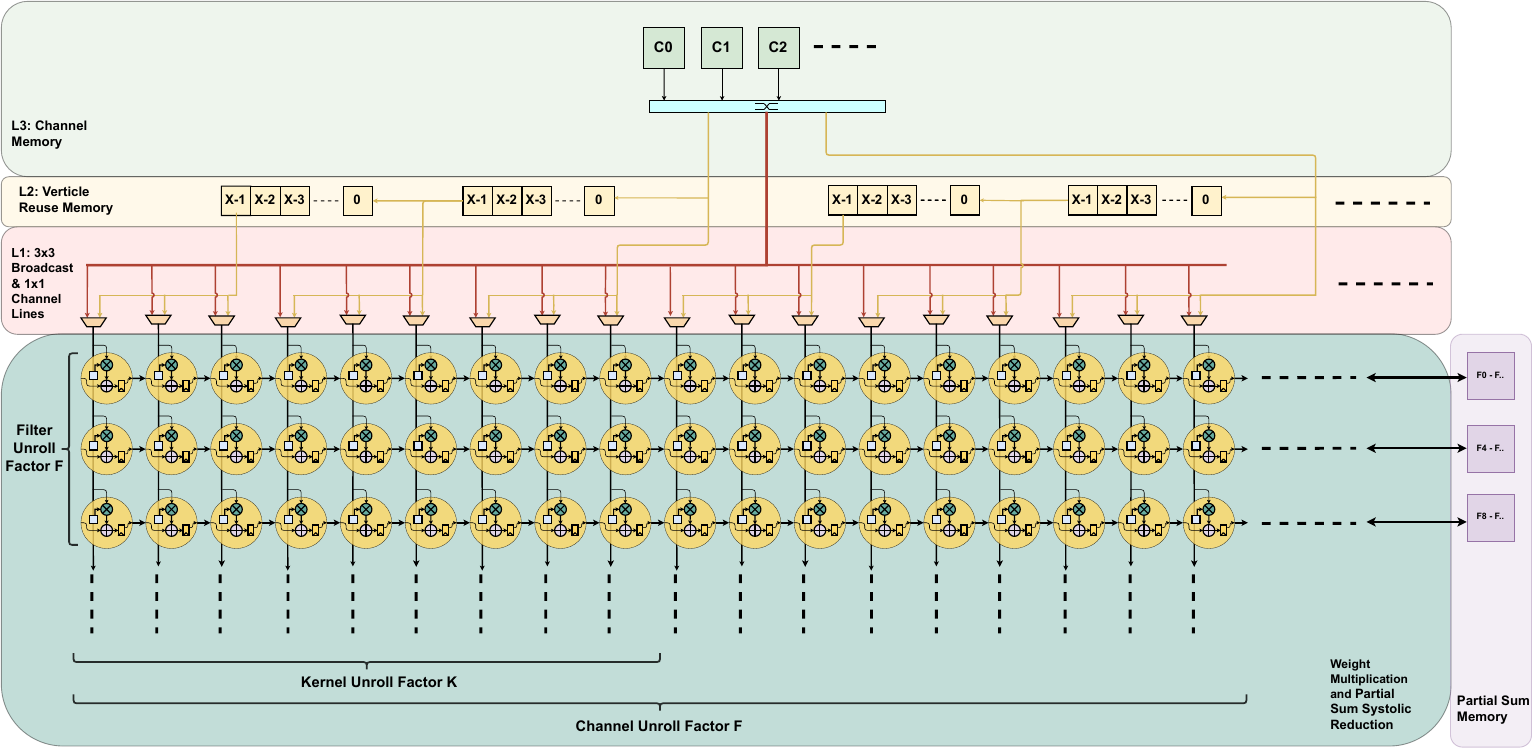 C0 C1 C2
L3: Channel
Memory
L2: Verticle
Reuse Memory
X-1 X-2 X-3 0 X-1 X-2 X-3 0 X-1 X-2 X-3 0 X-1 X-2 X-3 0
L1: 3x3
Broadcast
& 1x1
Channel
Lines
Filter
Unroll
Factor F
F0 - F..
F4 - F..
F8 - F..
Kernel Unroll Factor K
Channel Unroll Factor F
Weight
Multiplication
and Partial
Sum Systolic
Reduction
Partial Sum
Memory